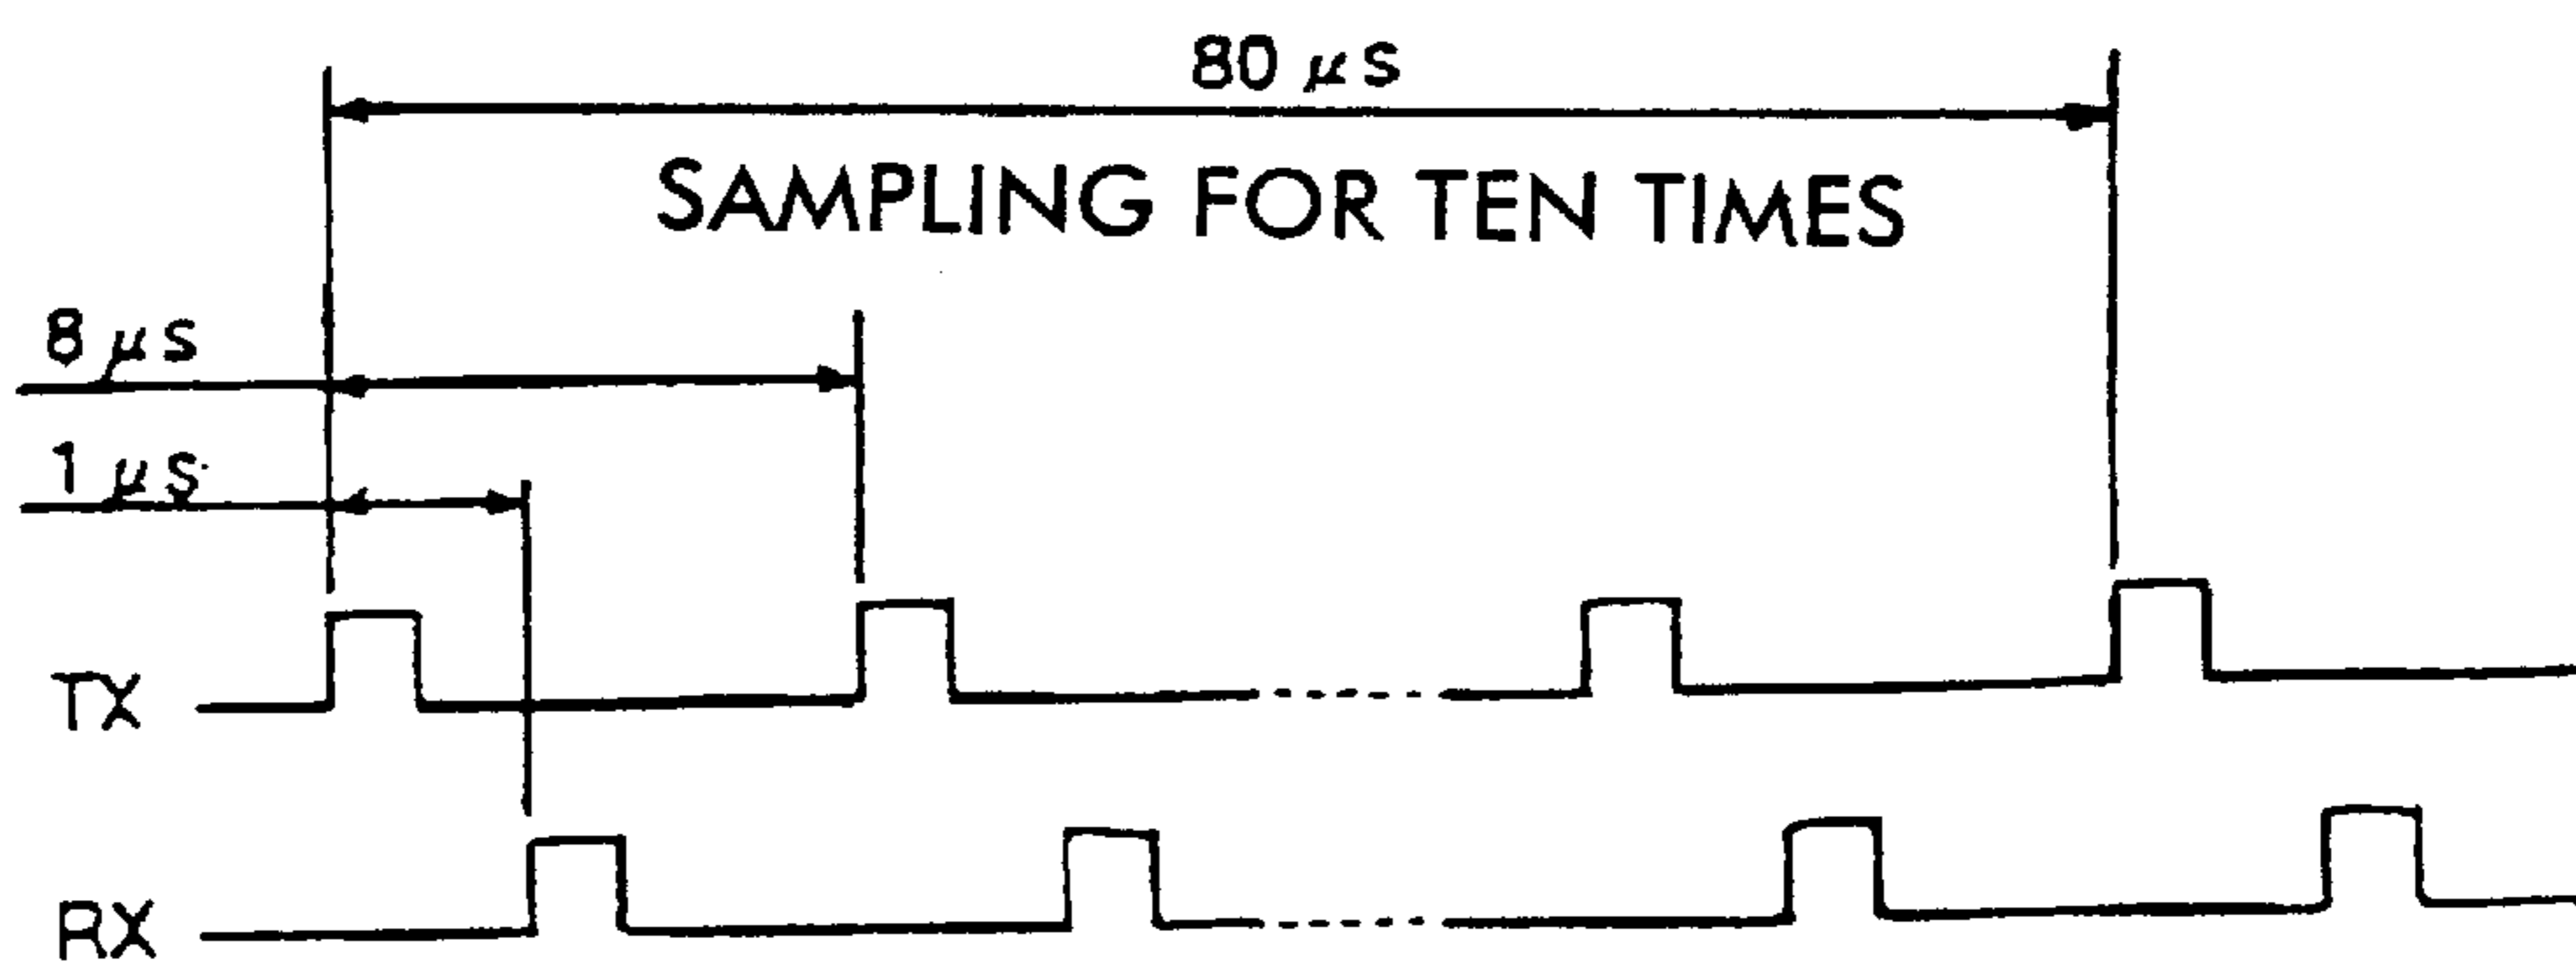 80 μs
SAMPLING FOR TEN TIMES
8 μs
1 μs
TX
RX